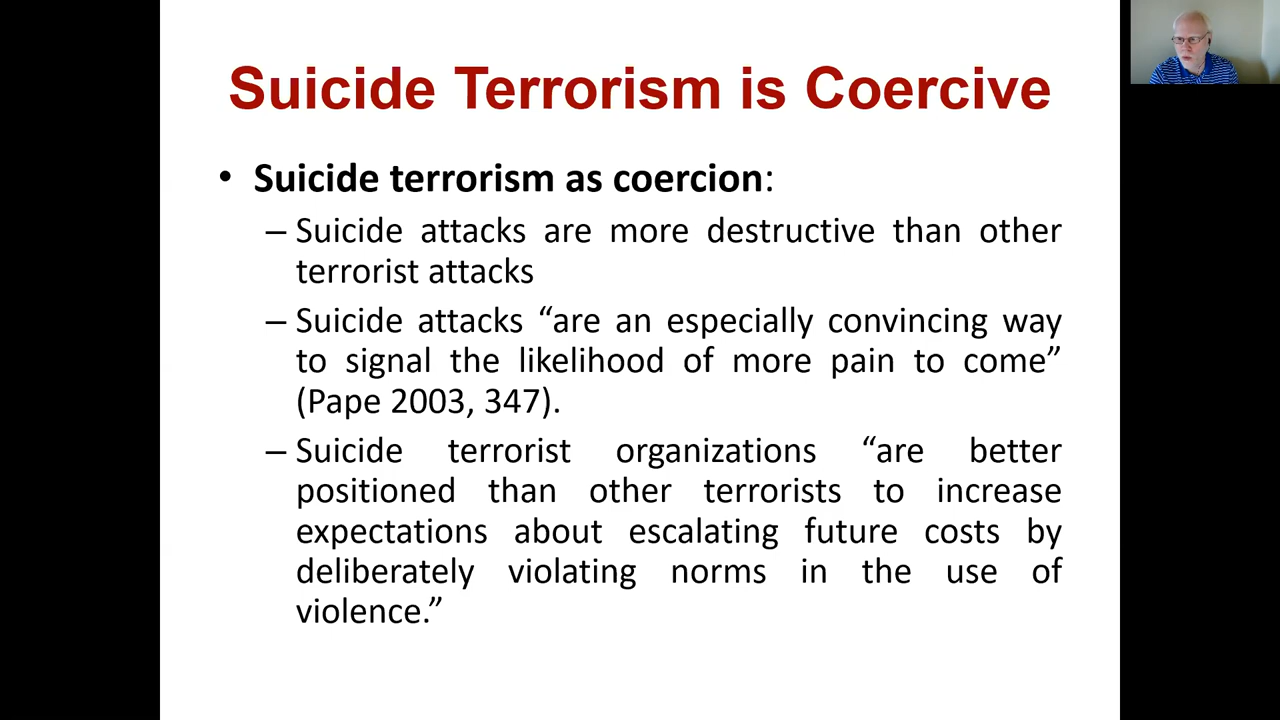 Suicide Terrorism is Coercive
• Suicide terrorism as coercion:
– Suicide attacks are more destructive than other
terrorist attacks
– Suicide attacks “are an especially convincing way
to signal the likelihood of more pain to come”
(Pape 2003, 347).
– Suicide terrorist organizations “are better
positioned than other terrorists to increase
expectations about escalating future costs by
deliberately violating norms in the use of
violence.”